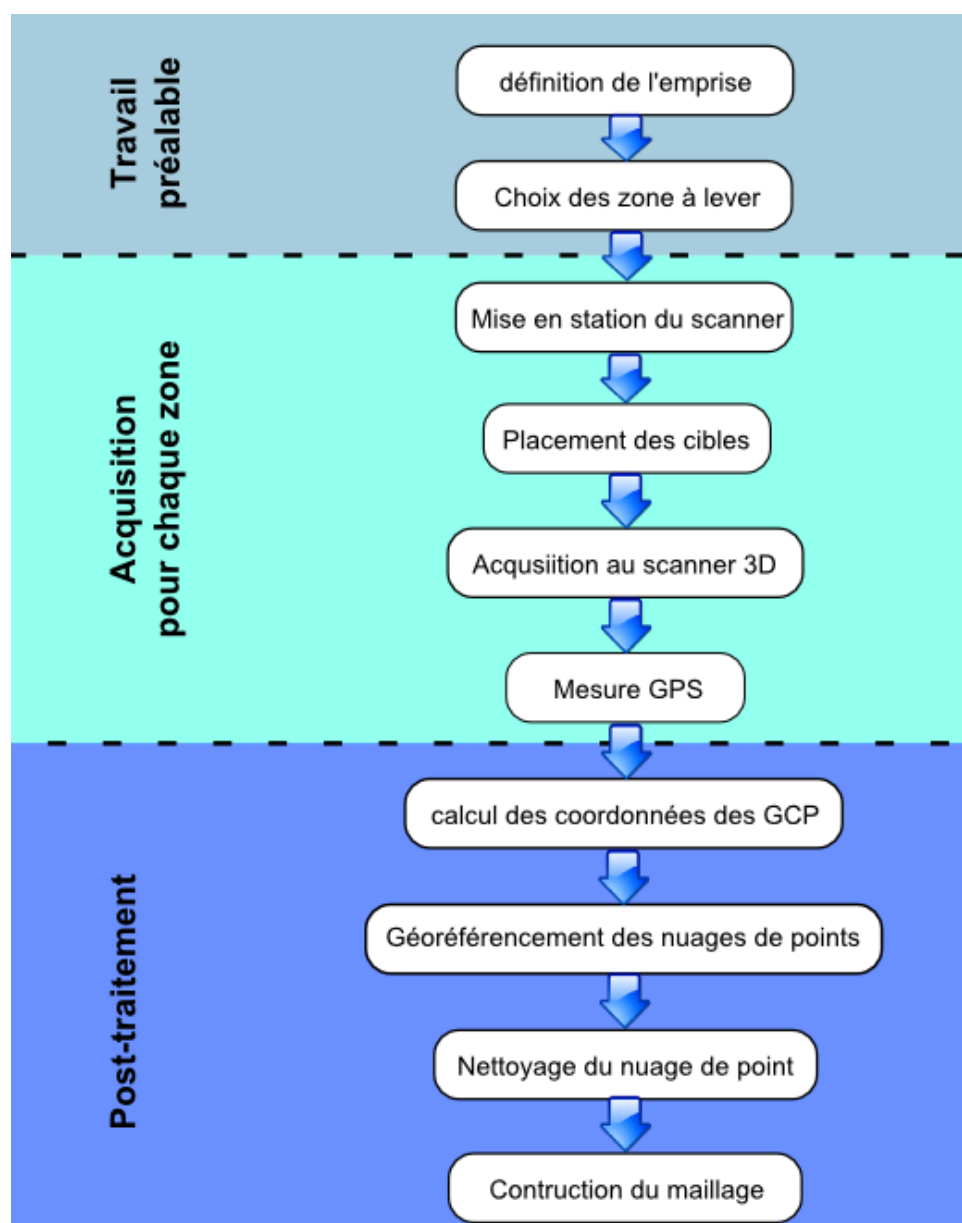 Travail
préalable
définition de l'emprise
Choix des zone à lever
Acquisition
pour chaque zone
Mise en station du scanner
Placement des cibles
Acqusiition au scanner 3D
Mesure GPS
Post-traitement
calcul des coordonnées des GCP
Géoréférencement des nuages de points
Nettoyage du nuage de point
Contruction du maillage